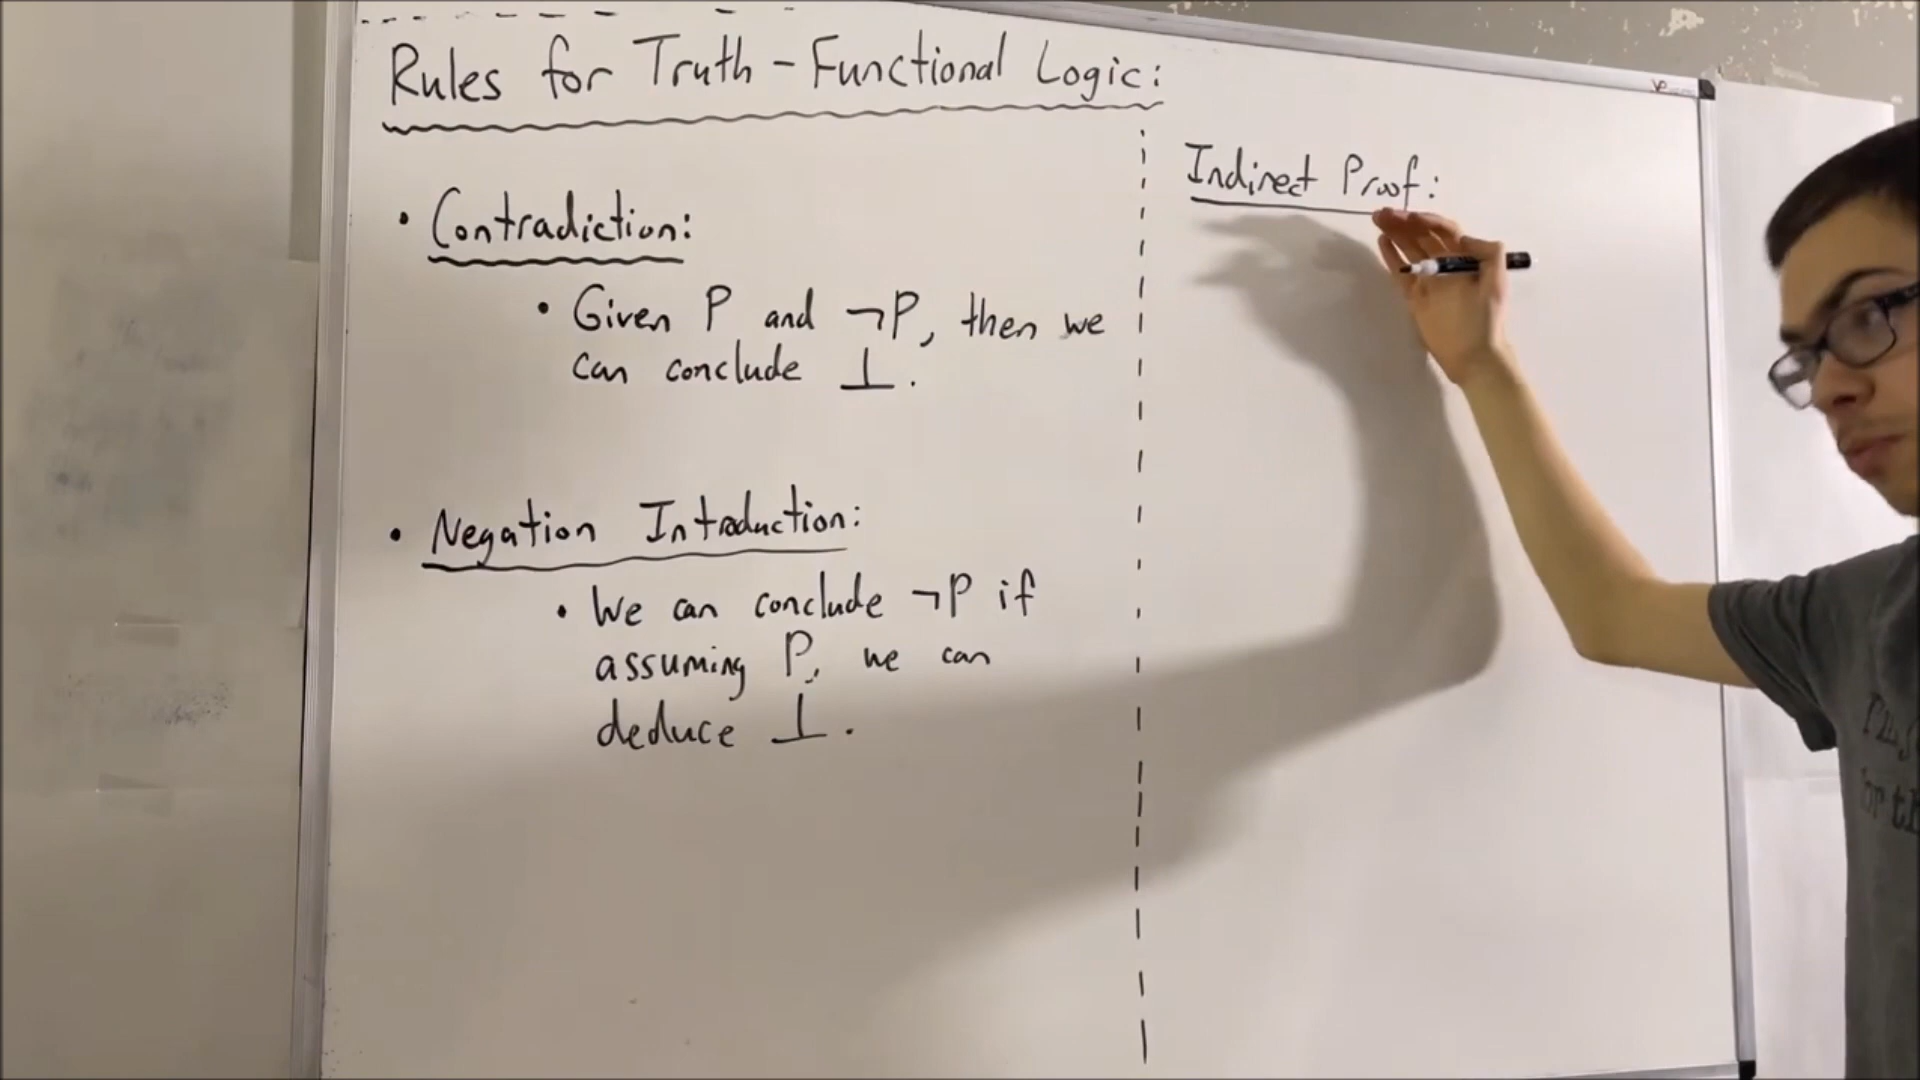 Rules for Truth-Functional Logic:
• Contradiction:
• Given P and ¬P, then we
can conclude ⊥.
• Negation Introduction:
• We can conclude ¬P if
assuming P, we can
deduce ⊥.
Indirect Proof: